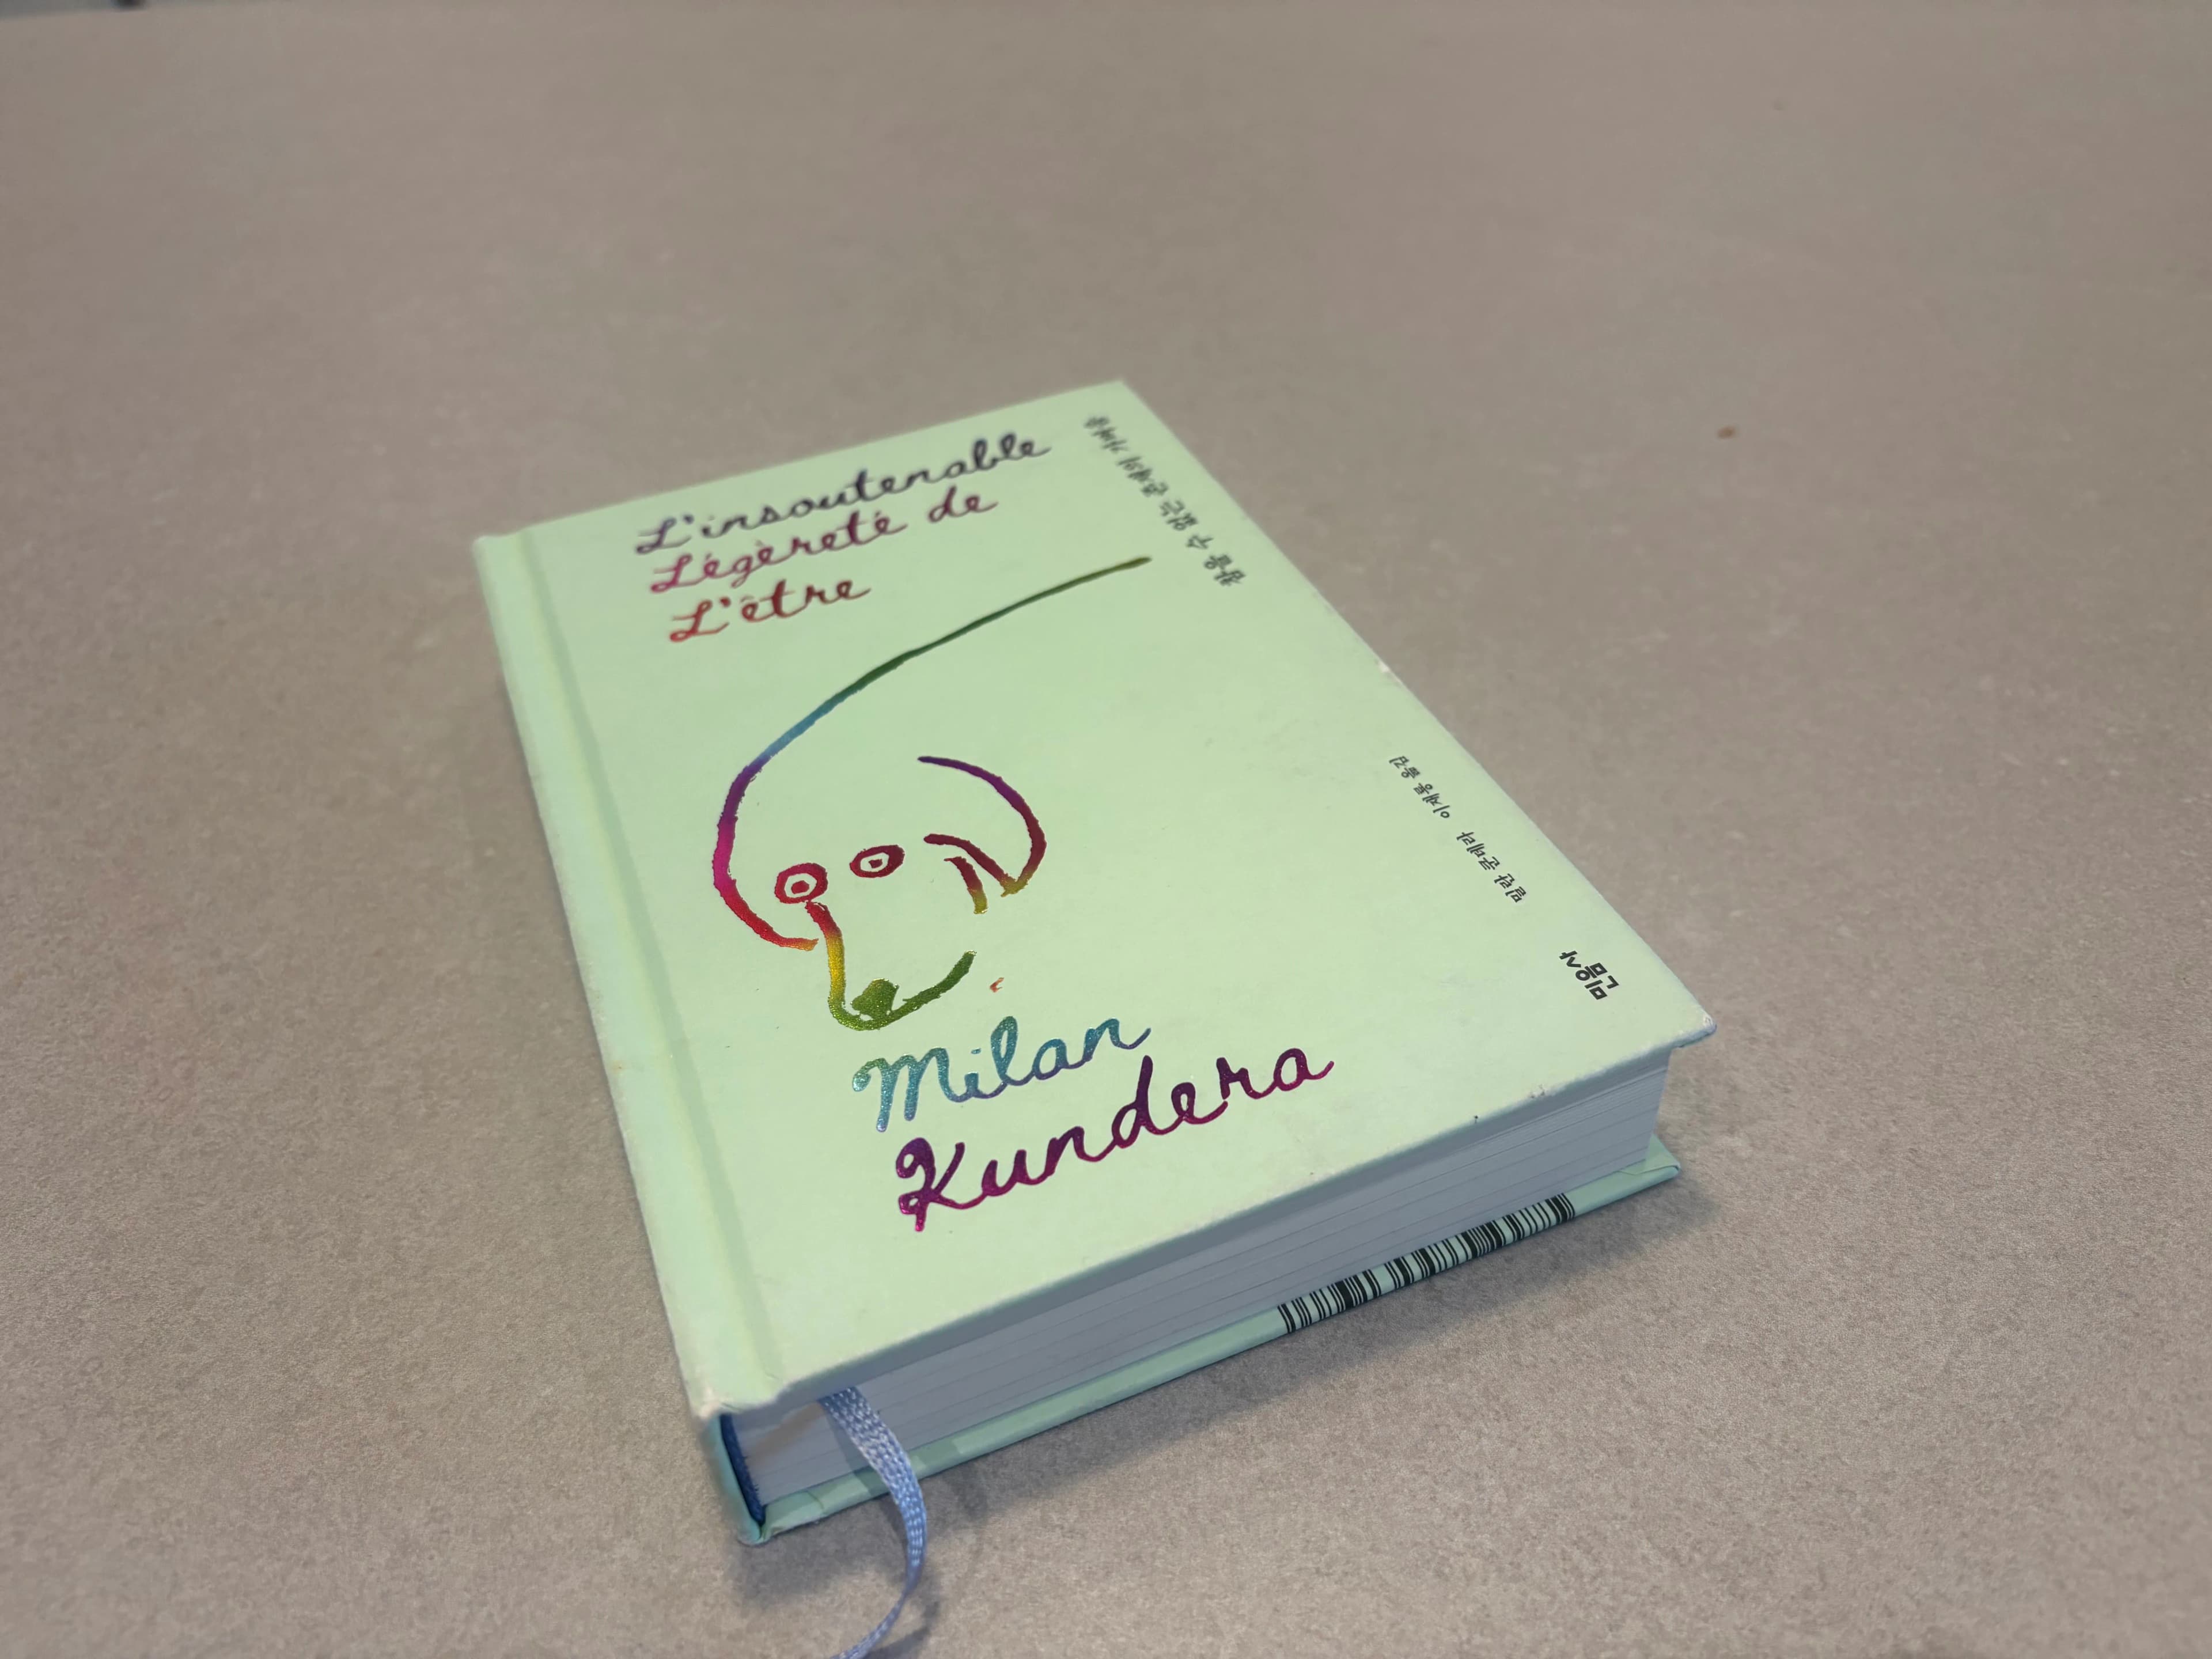 L'insoutenable
Légèreté de
L'être
참을 수 없는 존재의 가벼움
밀란 쿤데라 이재룡 옮김
민음사
Milan
Kundera